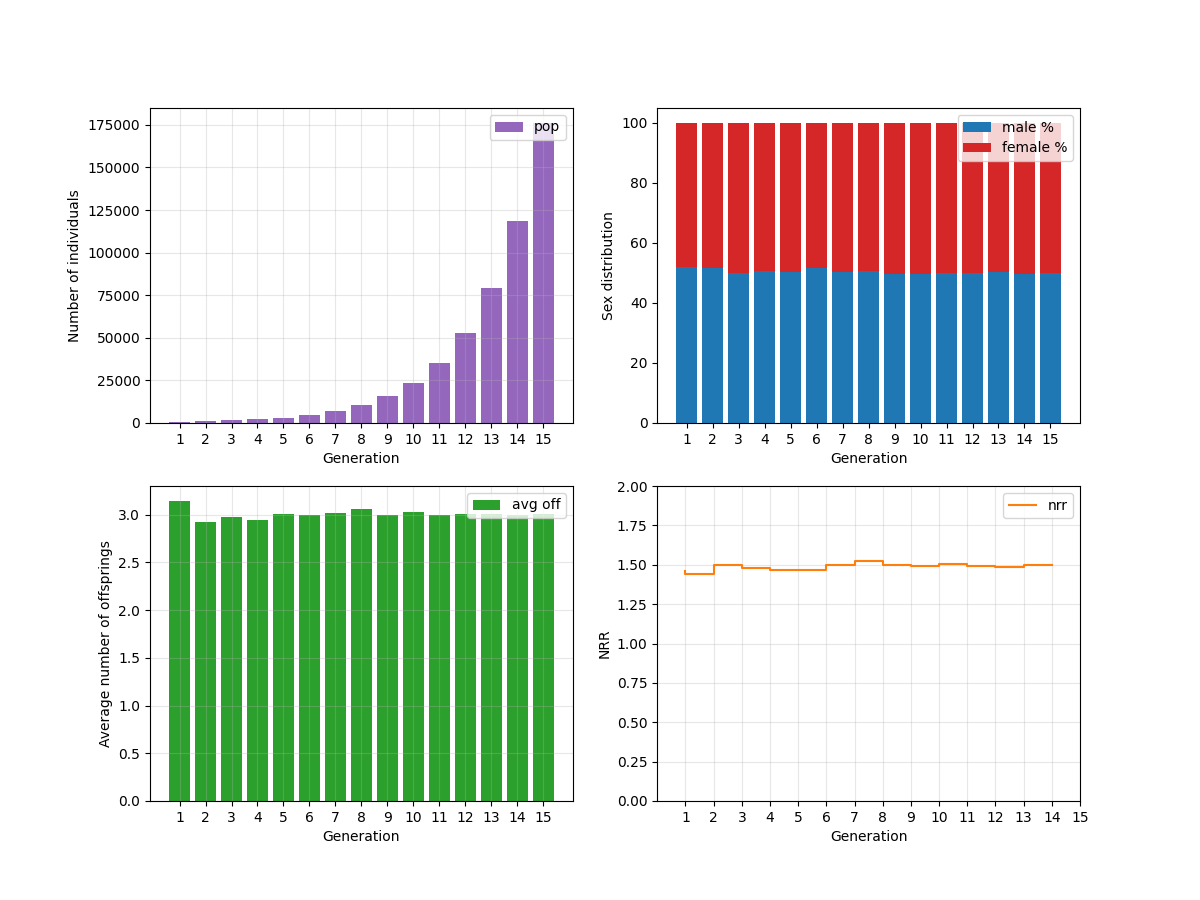 175000
150000
125000
100000
75000
50000
25000
0
Number of individuals
pop
1 2 3 4 5 6 7 8 9 10 11 12 13 14 15
Generation
100
80
60
40
20
0
Sex distribution
male %
female %
1 2 3 4 5 6 7 8 9 10 11 12 13 14 15
Generation
3.0
2.5
2.0
1.5
1.0
0.5
0.0
Average number of offsprings
avg off
1 2 3 4 5 6 7 8 9 10 11 12 13 14 15
Generation
2.00
1.75
1.50
1.25
1.00
0.75
0.50
0.25
0.00
NRR
nrr
1 2 3 4 5 6 7 8 9 10 11 12 13 14 15
Generation